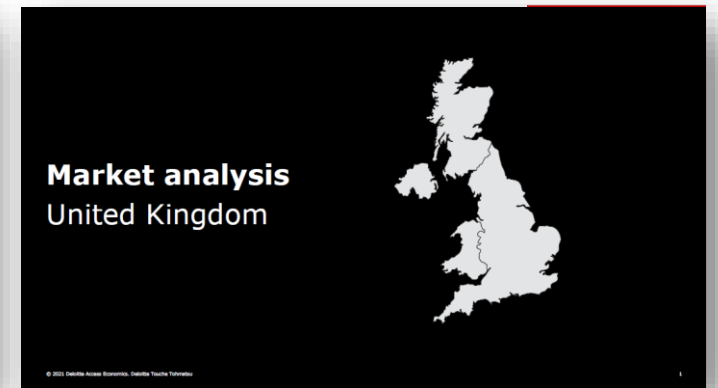 Market analysis
United Kingdom
© 2021 Deloitte Access Economics. Deloitte Touche Tohmatsu
1